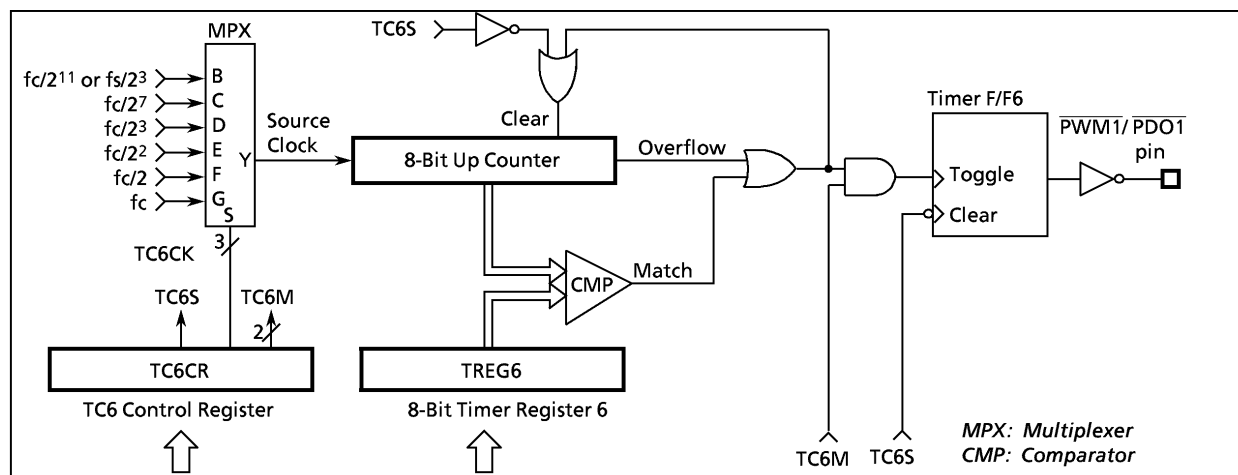 MPX
TC6S
fc/2¹¹ or fs/2³
B
fc/2⁷
C
fc/2³
D
fc/2²
E
fc/2
F
fc
G
S
Y
Source
Clock
Clear
8-Bit Up Counter
Overflow
Timer F/F6
Toggle
Clear
PWM1/ PDO1
pin
3
TC6CK
CMP
Match
TC6S
TC6M
2
TC6CR
TC6 Control Register
TREG6
8-Bit Timer Register 6
TC6M
TC6S
MPX: Multiplexer
CMP: Comparator